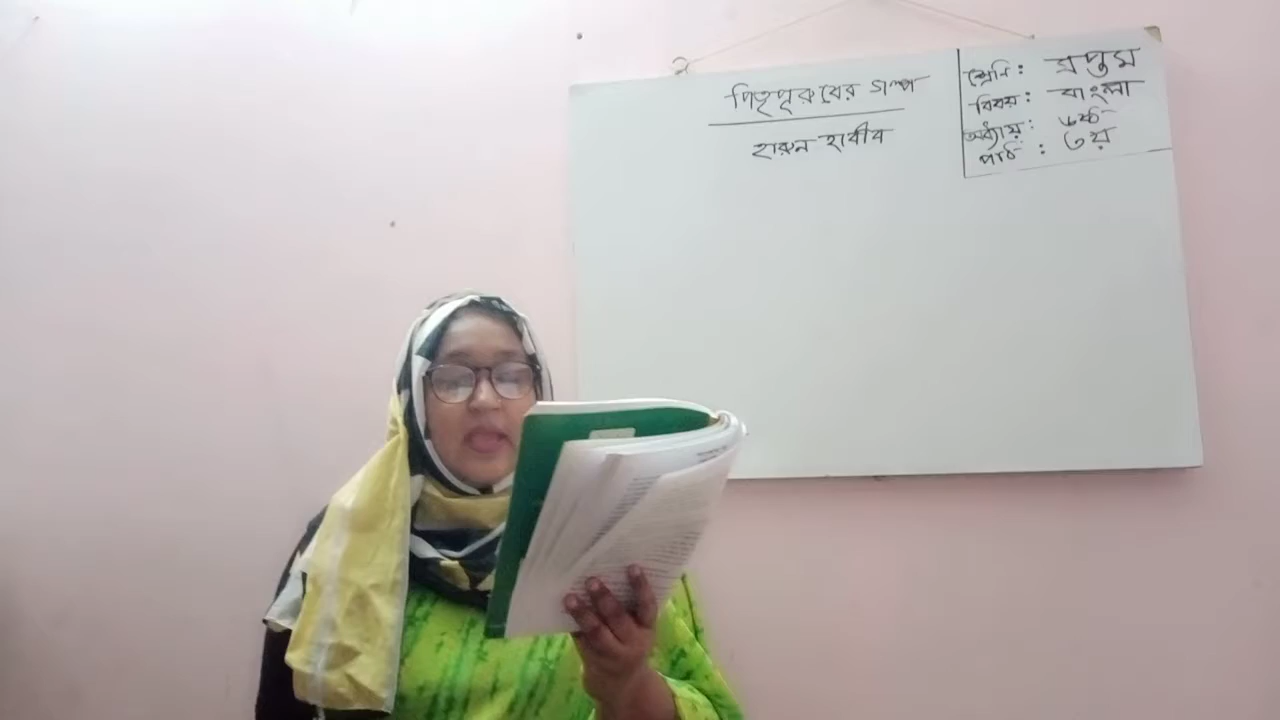 পিতৃপুরুষের গল্প
হারুন হাবীব
শ্রেনি : সপ্তম
বিষয় : বাংলা
অধ্যায় : ৬ষ্ঠ
পাঠ : ৩য়